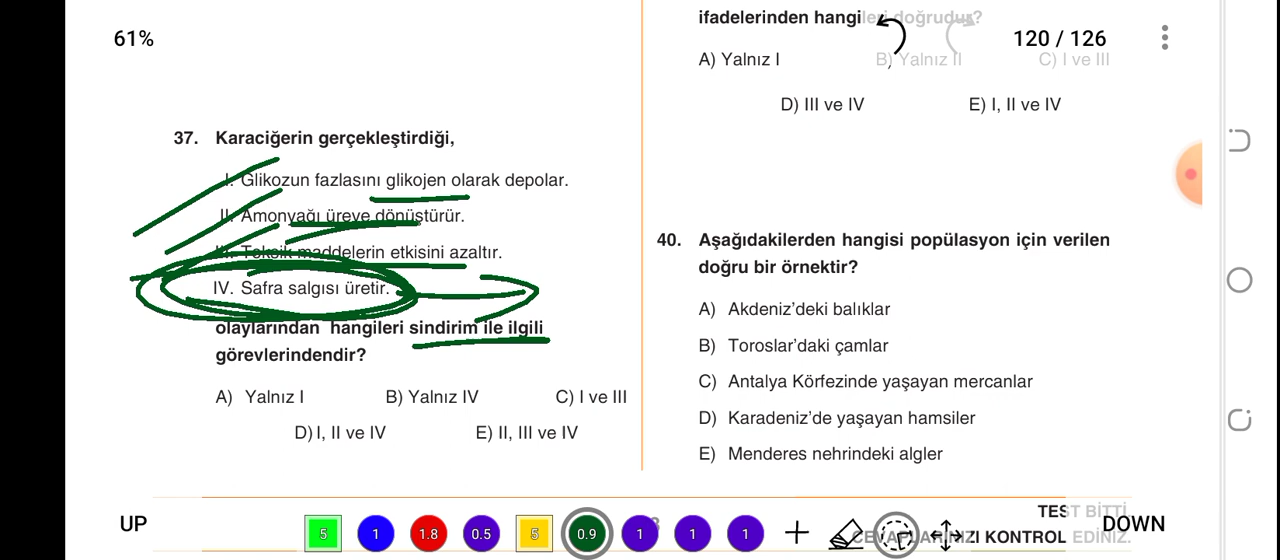 61%
120 / 126
37. Karaciğerin gerçekleştirdiği,
I. Glikozun fazlasını glikojen olarak depolar.
II. Amonyağı üreye dönüştürür.
III. Toksik maddelerin etkisini azaltır.
IV. Safra salgısı üretir.
olaylarından hangileri sindirim ile ilgili
görevlerindendir?
A) Yalnız I B) Yalnız IV C) I ve III
D) I, II ve IV E) II, III ve IV
ifadelerinden hangileri doğrudur?
A) Yalnız I B) Yalnız II C) I ve III
D) III ve IV E) I, II ve IV
40. Aşağıdakilerden hangisi popülasyon için verilen
doğru bir örnektir?
A) Akdeniz'deki balıklar
B) Toroslar'daki çamlar
C) Antalya Körfezinde yaşayan mercanlar
D) Karadeniz'de yaşayan hamsiler
E) Menderes nehrindeki algler
TEST BİTTİ
CEVAPLARINIZI KONTROL EDİNİZ.
UP 5 1 1.8 0.5 5 0.9 1 1 1 DOWN